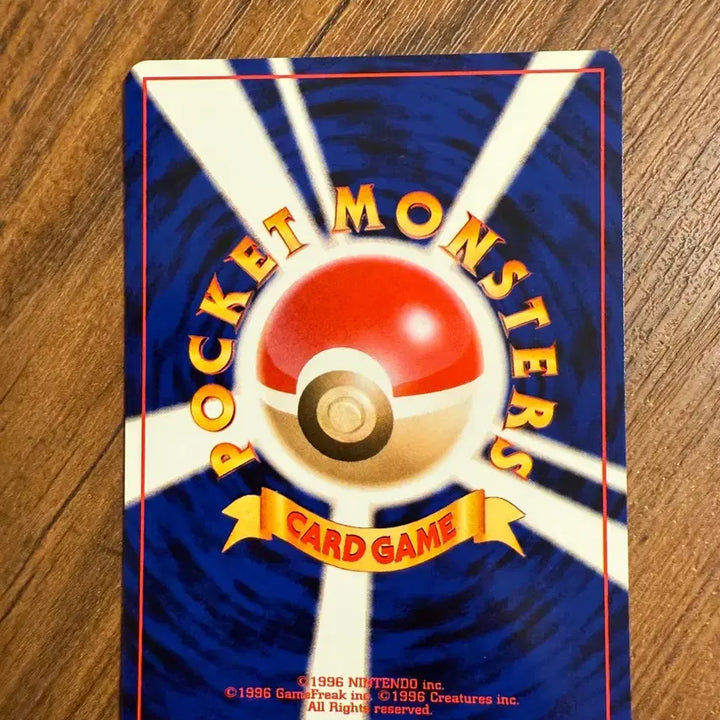 POCKET MONSTERS
CARD GAME
©1996 NINTENDO inc.
©1996 GameFreak inc. ©1996 Creatures inc.
All Rights reserved.